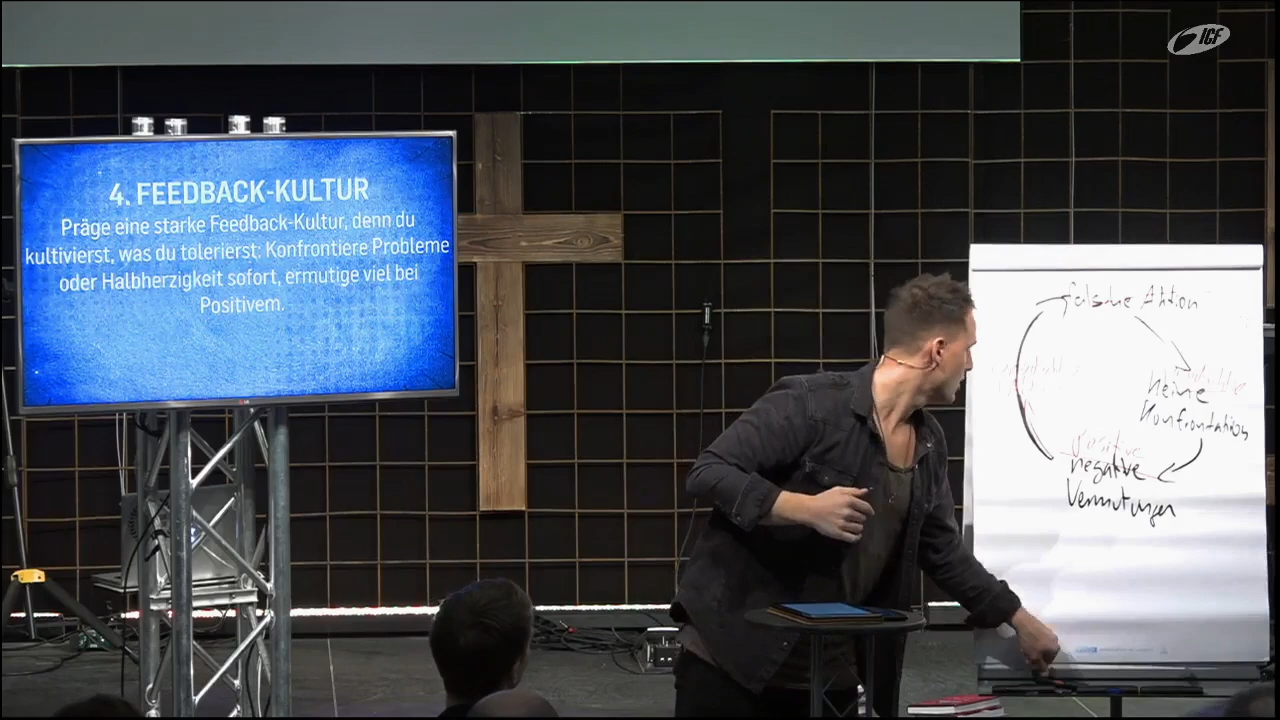 ICF
4. FEEDBACK-KULTUR
Präge eine starke Feedback-Kultur, denn du
kultivierst, was du tolerierst: Konfrontiere Probleme
oder Halbherzigkeit sofort, ermutige viel bei
Positivem.
falsche Aktion
Keine
Konfrontation
positive
negative
Vermutungen